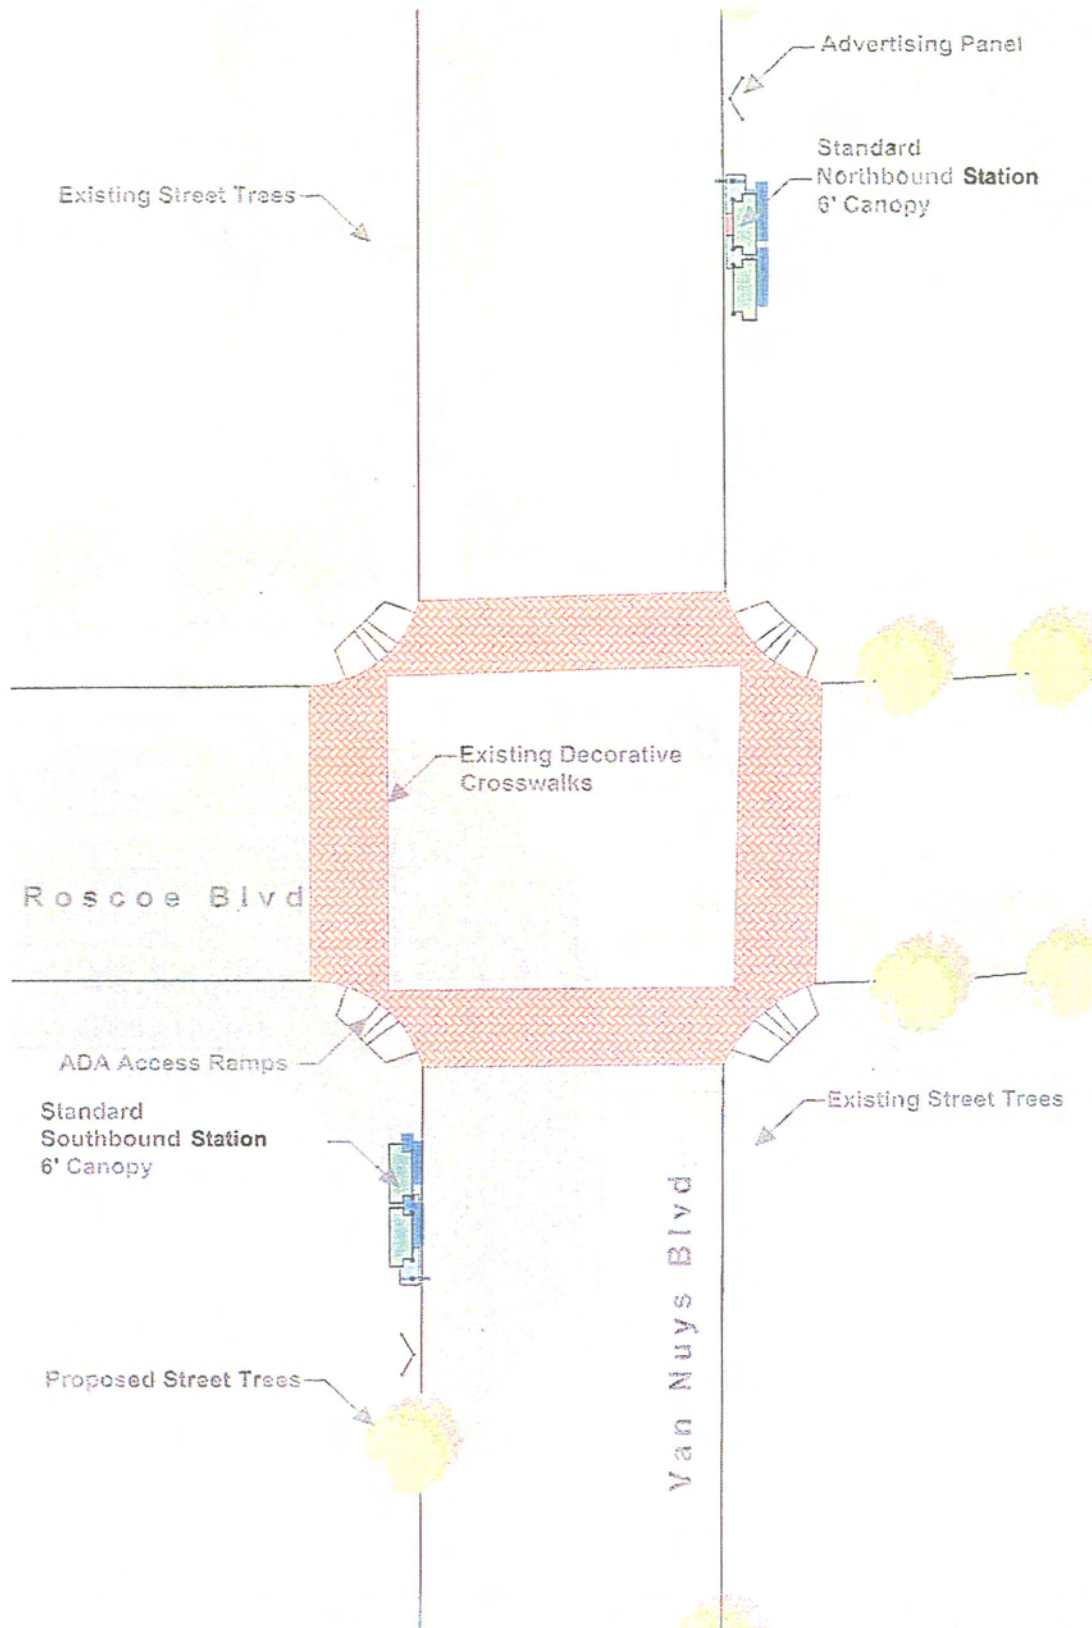 Advertising Panel
Standard
Northbound Station
6' Canopy
Existing Street Trees
Existing Decorative
Crosswalks
Roscoe Blvd
ADA Access Ramps
Standard
Southbound Station
6' Canopy
Existing Street Trees
Van Nuys Blvd
Proposed Street Trees